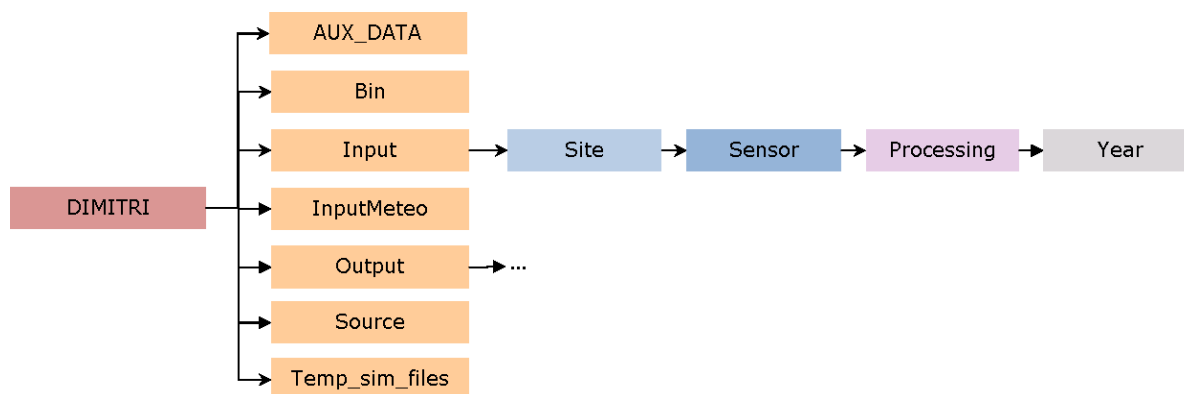 AUX_DATA
Bin
Input
Site
Sensor
Processing
Year
DIMITRI
InputMeteo
Output
...
Source
Temp_sim_files